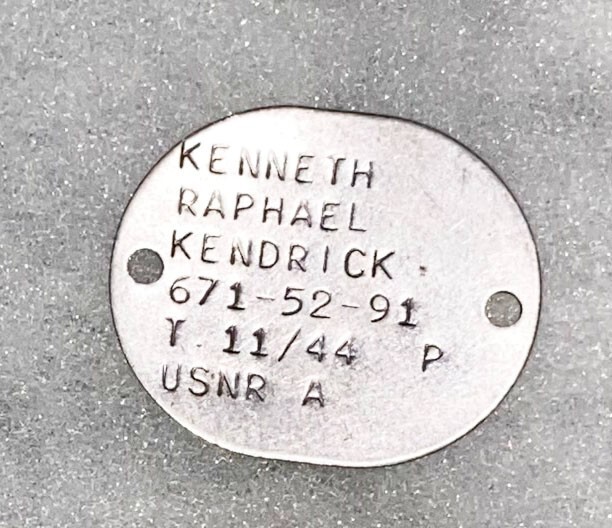 KENNETH
RAPHAEL
KENDRICK.
671-52-91
T. 11/44 P
USNR A